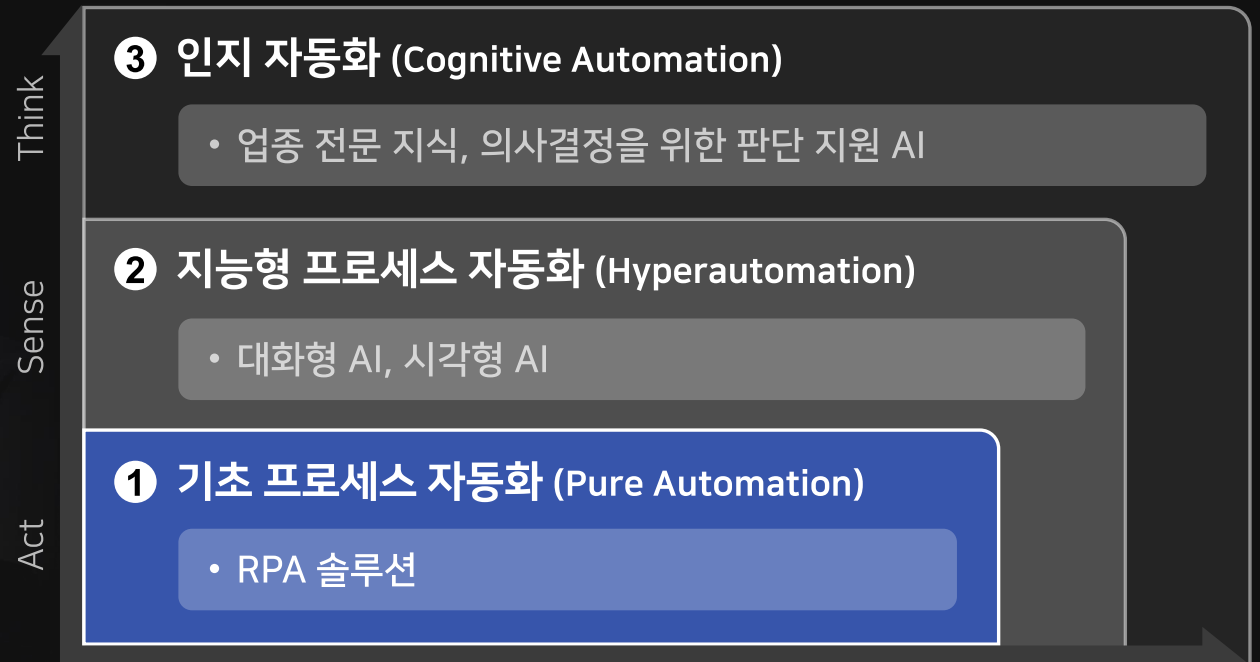 Think
❸ 인지 자동화 (Cognitive Automation)
• 업종 전문 지식, 의사결정을 위한 판단 지원 AI
Sense
❷ 지능형 프로세스 자동화 (Hyperautomation)
• 대화형 AI, 시각형 AI
Act
❶ 기초 프로세스 자동화 (Pure Automation)
• RPA 솔루션